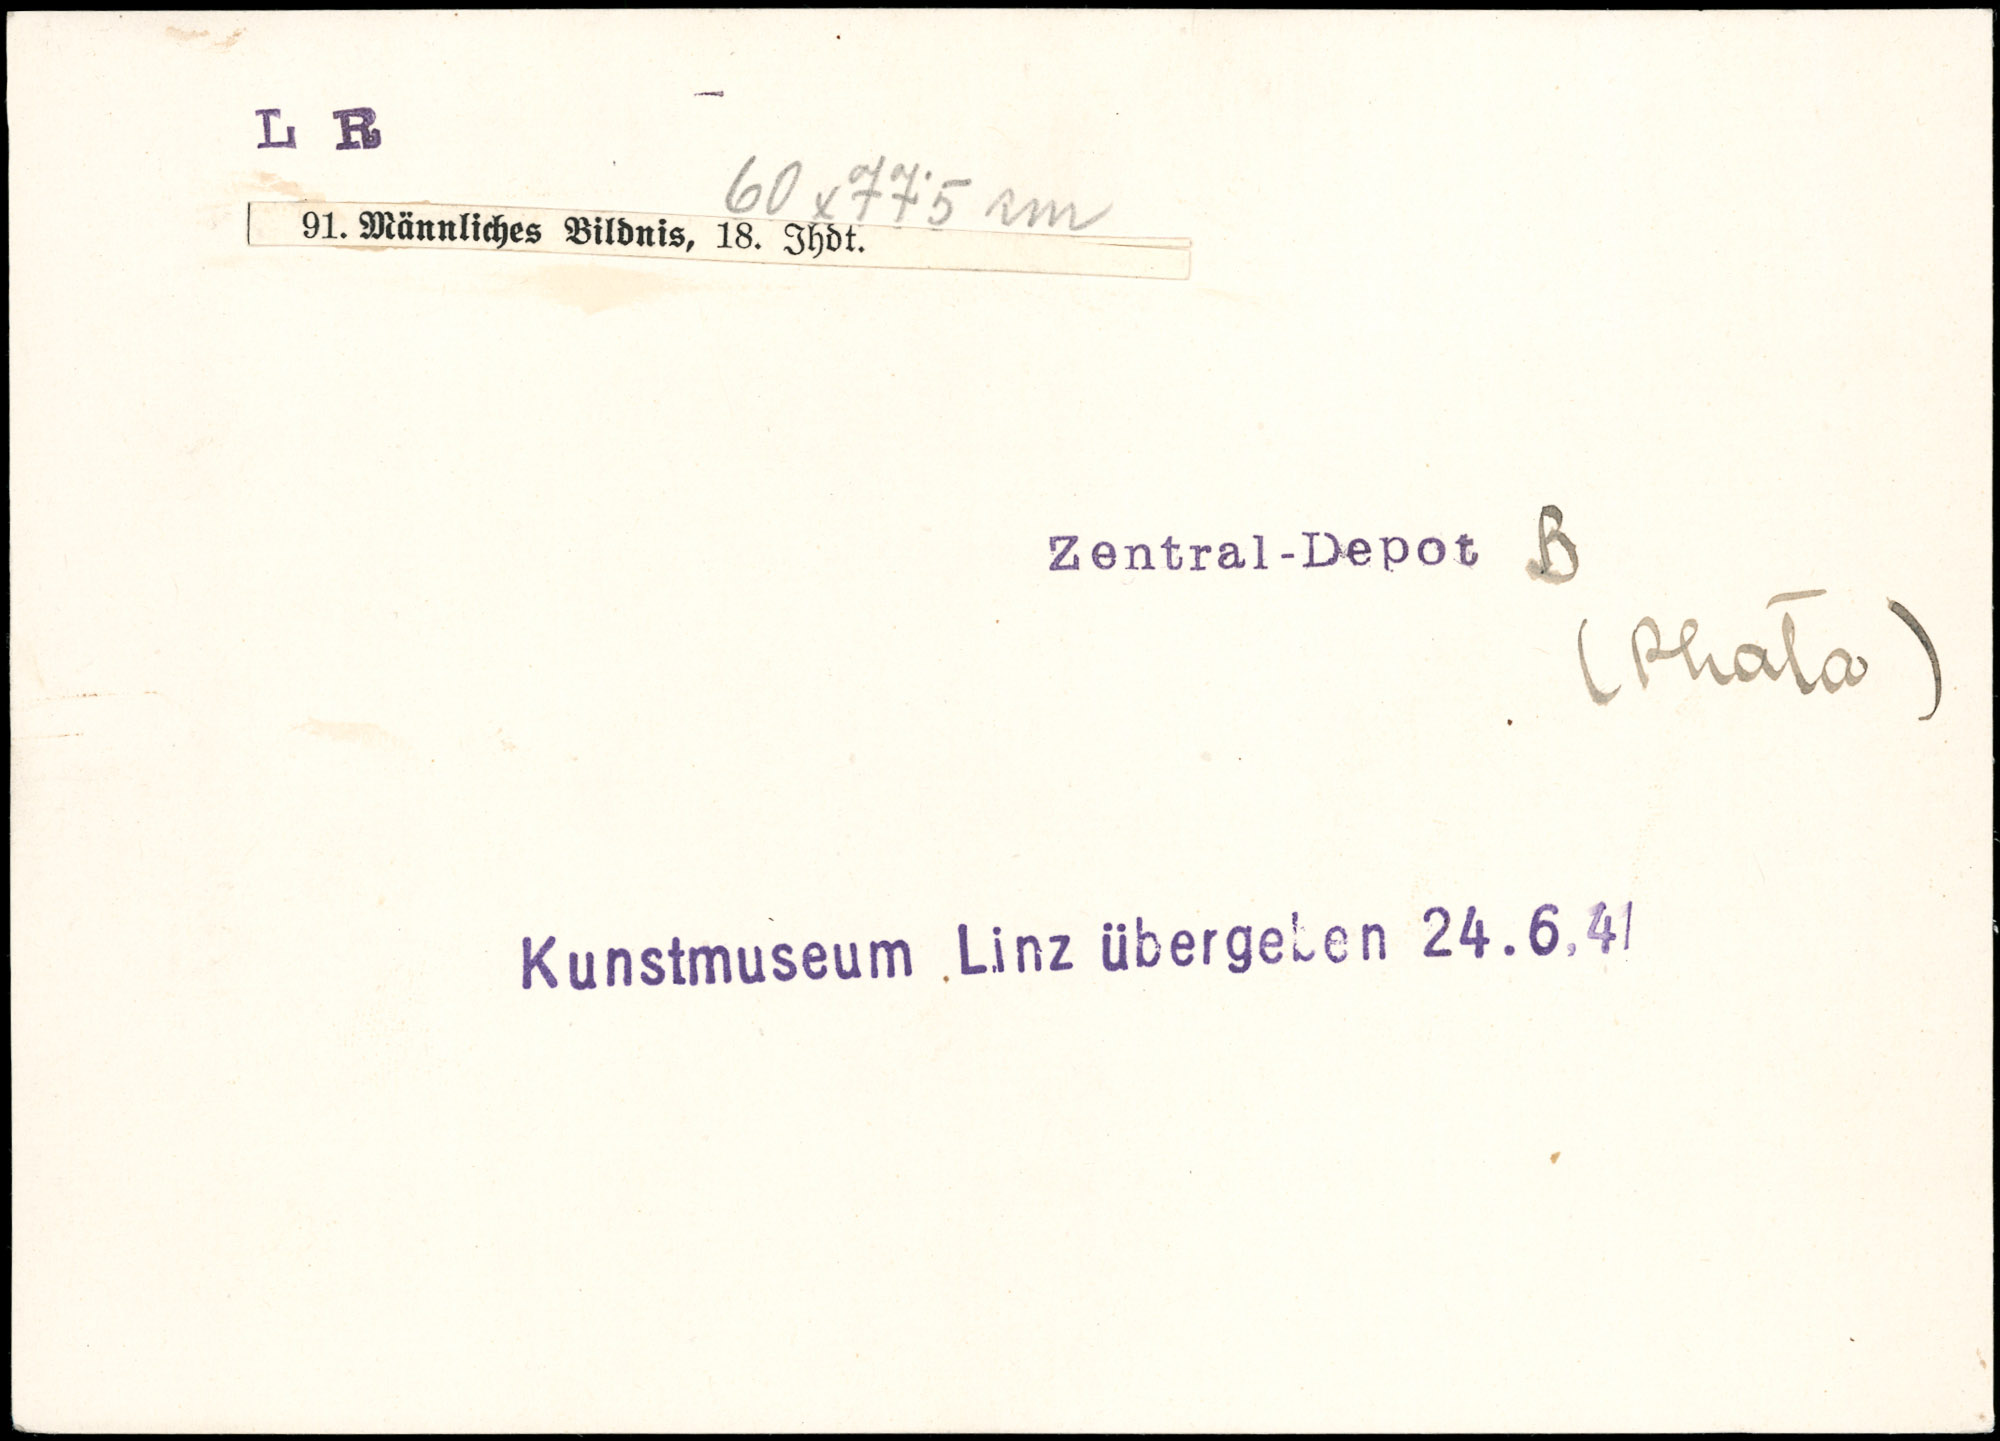 L R
60 x 77·5 cm
91. Männliches Bildnis, 18. Jhdt.
Zentral-Depot B
(Photo)
Kunstmuseum Linz übergeben 24.6.41